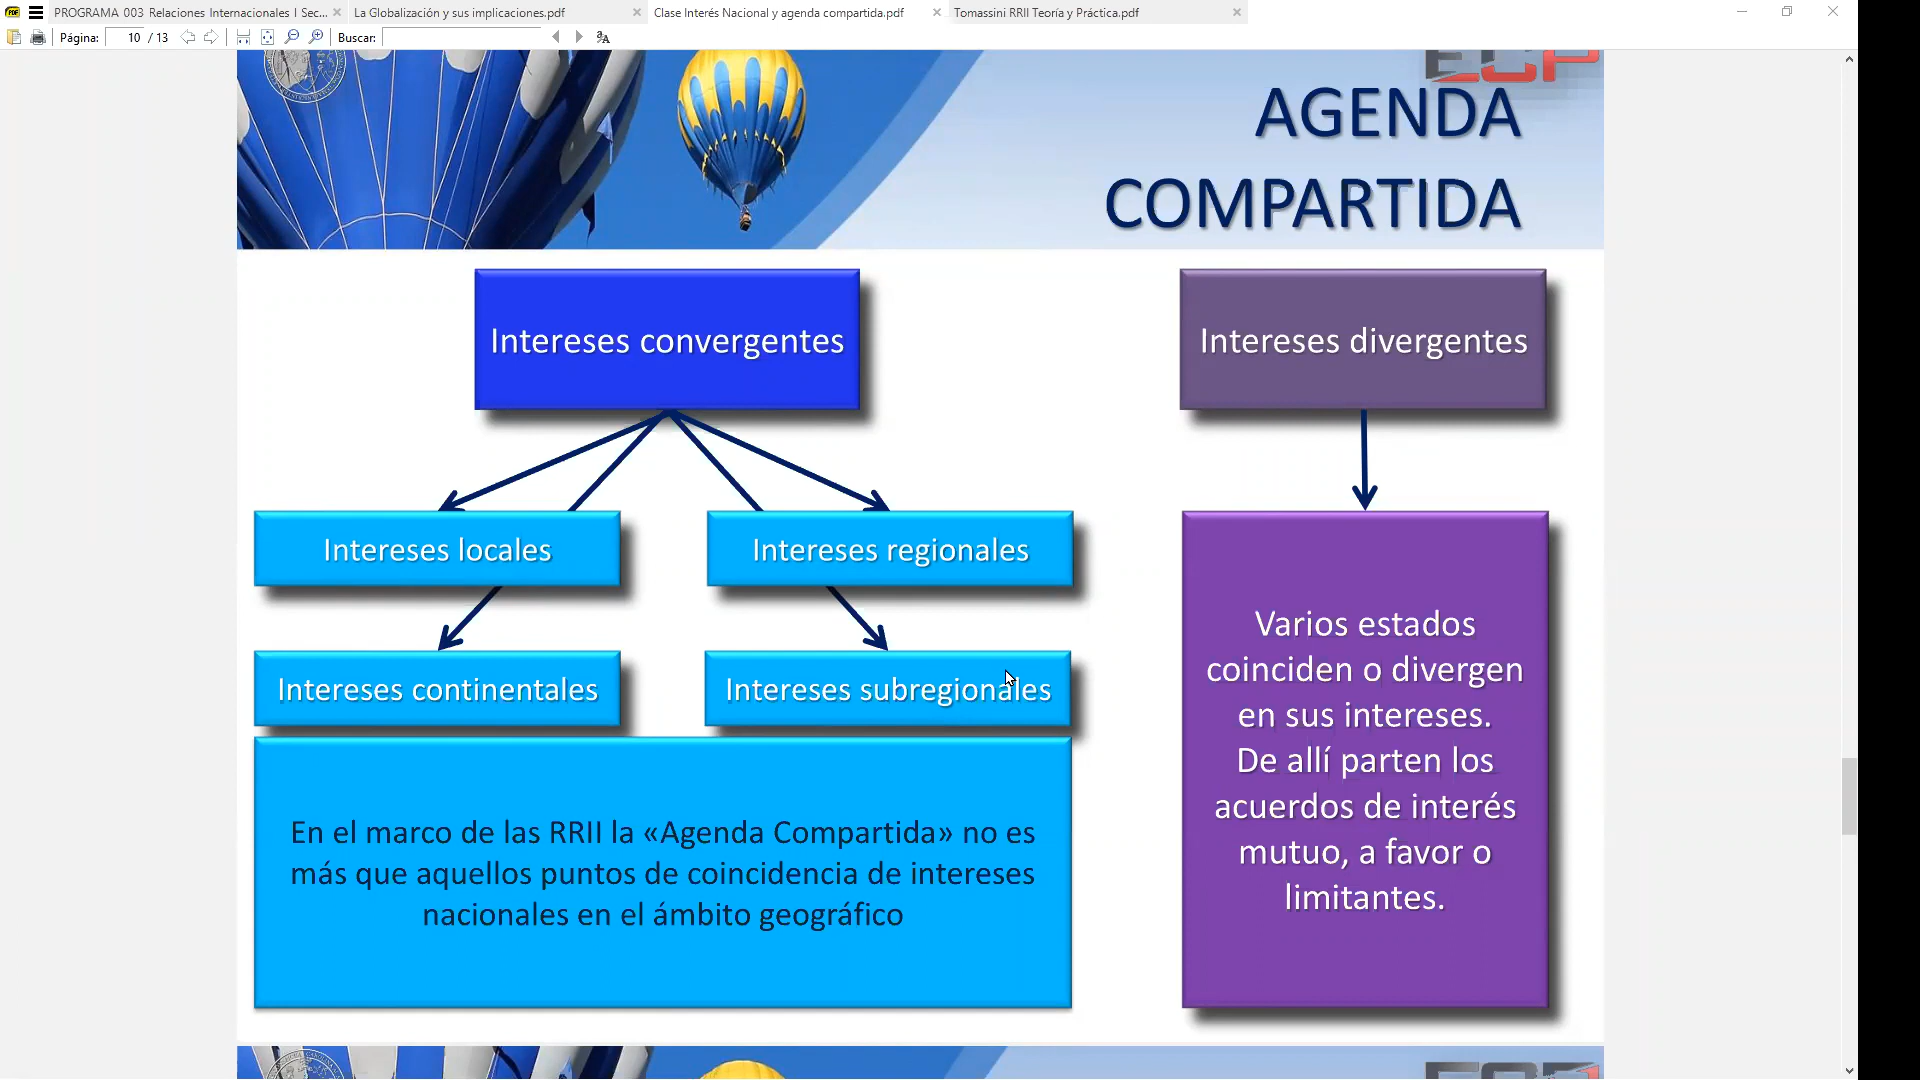 PROGRAMA 003 Relaciones Internacionales I Sec...
La Globalización y sus implicaciones.pdf
Clase Interés Nacional y agenda compartida.pdf
Tomassini RRII Teoría y Práctica.pdf
Página: 10 / 13
Buscar:
ECP
AGENDA
COMPARTIDA
Intereses convergentes
Intereses divergentes
Intereses locales
Intereses regionales
Intereses continentales
Intereses subregionales
En el marco de las RRII la «Agenda Compartida» no es
más que aquellos puntos de coincidencia de intereses
nacionales en el ámbito geográfico
Varios estados
coinciden o divergen
en sus intereses.
De allí parten los
acuerdos de interés
mutuo, a favor o
limitantes.